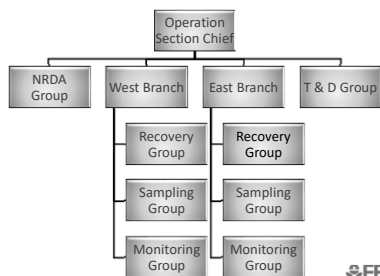 Operation
Section Chief
NRDA
Group
West Branch
East Branch
T & D Group
Recovery
Group
Recovery
Group
Sampling
Group
Sampling
Group
Monitoring
Group
Monitoring
Group